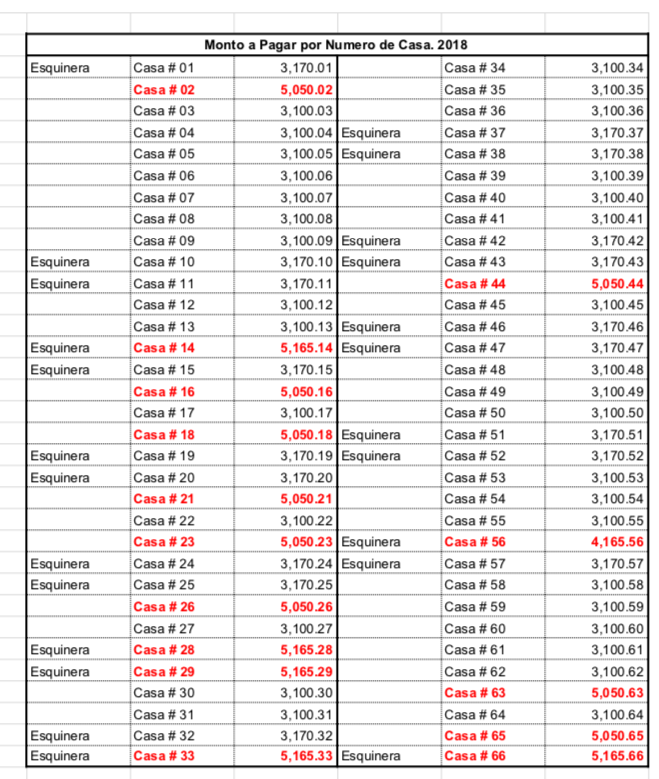 Monto a Pagar por Numero de Casa. 2018
Esquinera Casa # 01 3,170.01 Casa # 34 3,100.34
Casa # 02 5,050.02 Casa # 35 3,100.35
Casa # 03 3,100.03 Casa # 36 3,100.36
Casa # 04 3,100.04 Esquinera Casa # 37 3,170.37
Casa # 05 3,100.05 Esquinera Casa # 38 3,170.38
Casa # 06 3,100.06 Casa # 39 3,100.39
Casa # 07 3,100.07 Casa # 40 3,100.40
Casa # 08 3,100.08 Casa # 41 3,100.41
Casa # 09 3,100.09 Esquinera Casa # 42 3,170.42
Esquinera Casa # 10 3,170.10 Esquinera Casa # 43 3,170.43
Esquinera Casa # 11 3,170.11 Casa # 44 5,050.44
Casa # 12 3,100.12 Casa # 45 3,100.45
Casa # 13 3,100.13 Esquinera Casa # 46 3,170.46
Esquinera Casa # 14 5,165.14 Esquinera Casa # 47 3,170.47
Esquinera Casa # 15 3,170.15 Casa # 48 3,100.48
Casa # 16 5,050.16 Casa # 49 3,100.49
Casa # 17 3,100.17 Casa # 50 3,100.50
Casa # 18 5,050.18 Esquinera Casa # 51 3,170.51
Esquinera Casa # 19 3,170.19 Esquinera Casa # 52 3,170.52
Esquinera Casa # 20 3,170.20 Casa # 53 3,100.53
Casa # 21 5,050.21 Casa # 54 3,100.54
Casa # 22 3,100.22 Casa # 55 3,100.55
Casa # 23 5,050.23 Esquinera Casa # 56 4,165.56
Esquinera Casa # 24 3,170.24 Esquinera Casa # 57 3,170.57
Esquinera Casa # 25 3,170.25 Casa # 58 3,100.58
Casa # 26 5,050.26 Casa # 59 3,100.59
Casa # 27 3,100.27 Casa # 60 3,100.60
Esquinera Casa # 28 5,165.28 Casa # 61 3,100.61
Esquinera Casa # 29 5,165.29 Casa # 62 3,100.62
Casa # 30 3,100.30 Casa # 63 5,050.63
Casa # 31 3,100.31 Casa # 64 3,100.64
Esquinera Casa # 32 3,170.32 Casa # 65 5,050.65
Esquinera Casa # 33 5,165.33 Esquinera Casa # 66 5,165.66